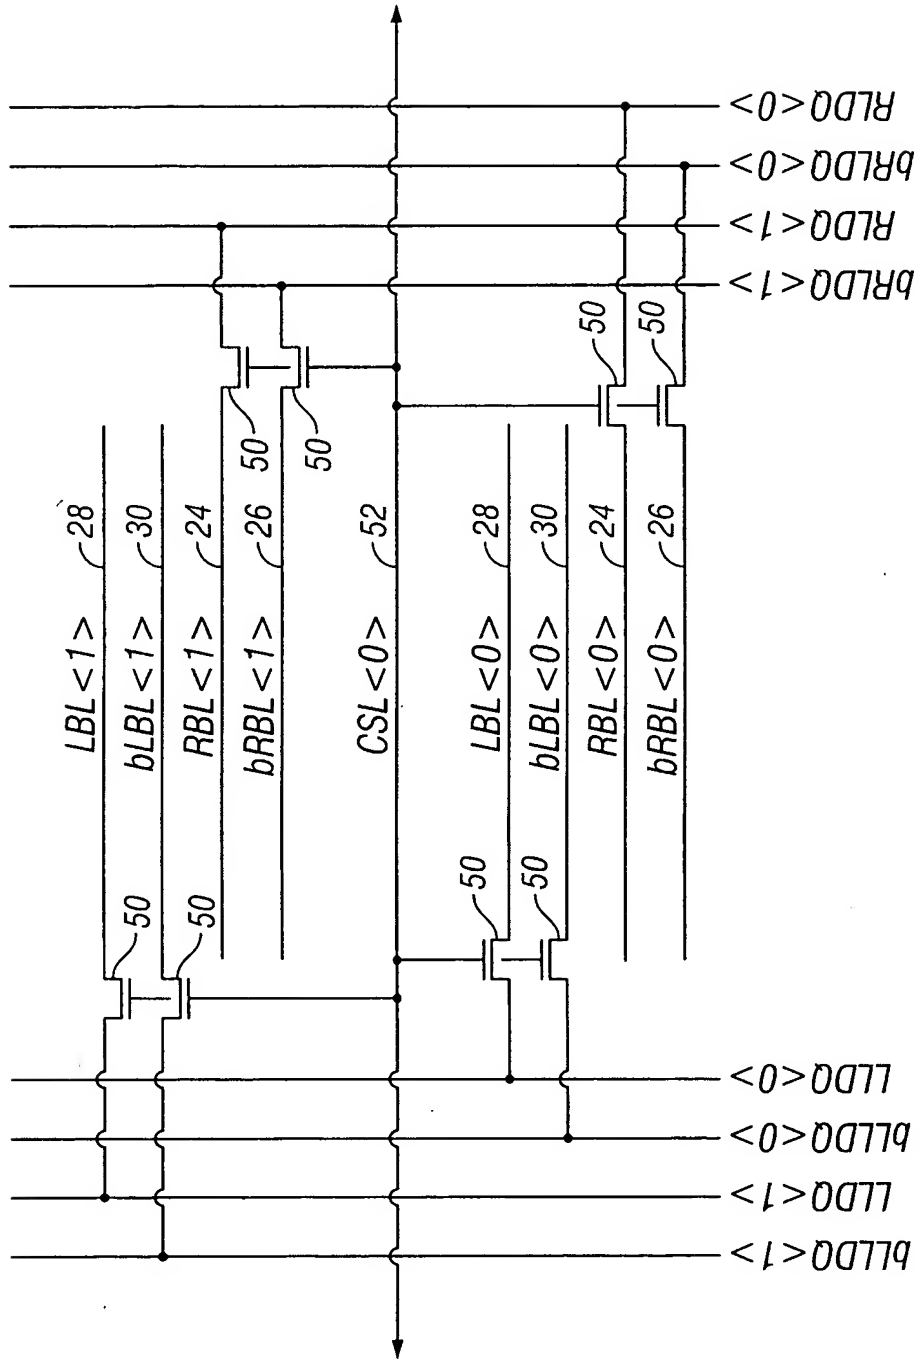 RLDQ<0>
bRLDQ<0>
RLDQ<1>
bRLDQ<1>
50
50
50
50
LBL<1> 28
bLBL<1> 30
RBL<1> 24
bRBL<1> 26
CSL<0> 52
LBL<0> 28
bLBL<0> 30
RBL<0> 24
bRBL<0> 26
50
50
50
50
LLDQ<0>
bLLDQ<0>
LLDQ<1>
bLLDQ<1>